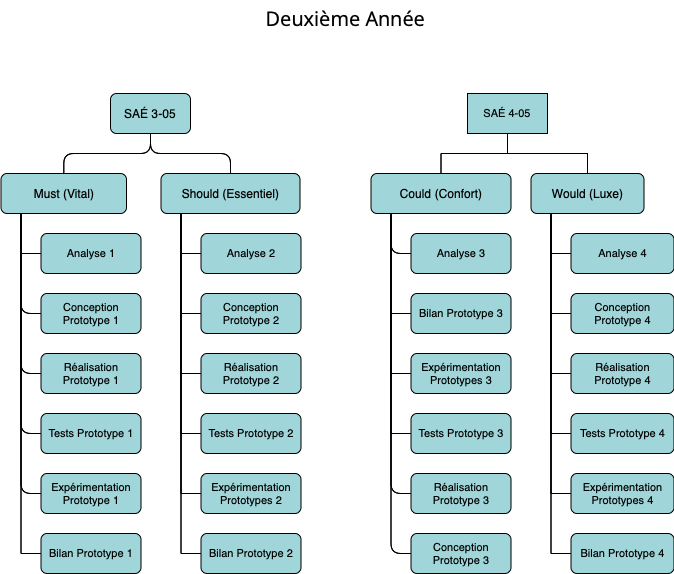 Deuxième Année
SAÉ 3-05
Must (Vital)
Analyse 1
Conception
Prototype 1
Réalisation
Prototype 1
Tests Prototype 1
Expérimentation
Prototype 1
Bilan Prototype 1
Should (Essentiel)
Analyse 2
Conception
Prototype 2
Réalisation
Prototype 2
Tests Prototype 2
Expérimentation
Prototypes 2
Bilan Prototype 2
SAÉ 4-05
Could (Confort)
Analyse 3
Bilan Prototype 3
Expérimentation
Prototypes 3
Tests Prototype 3
Réalisation
Prototype 3
Conception
Prototype 3
Would (Luxe)
Analyse 4
Conception
Prototype 4
Réalisation
Prototype 4
Tests Prototype 4
Expérimentation
Prototypes 4
Bilan Prototype 4